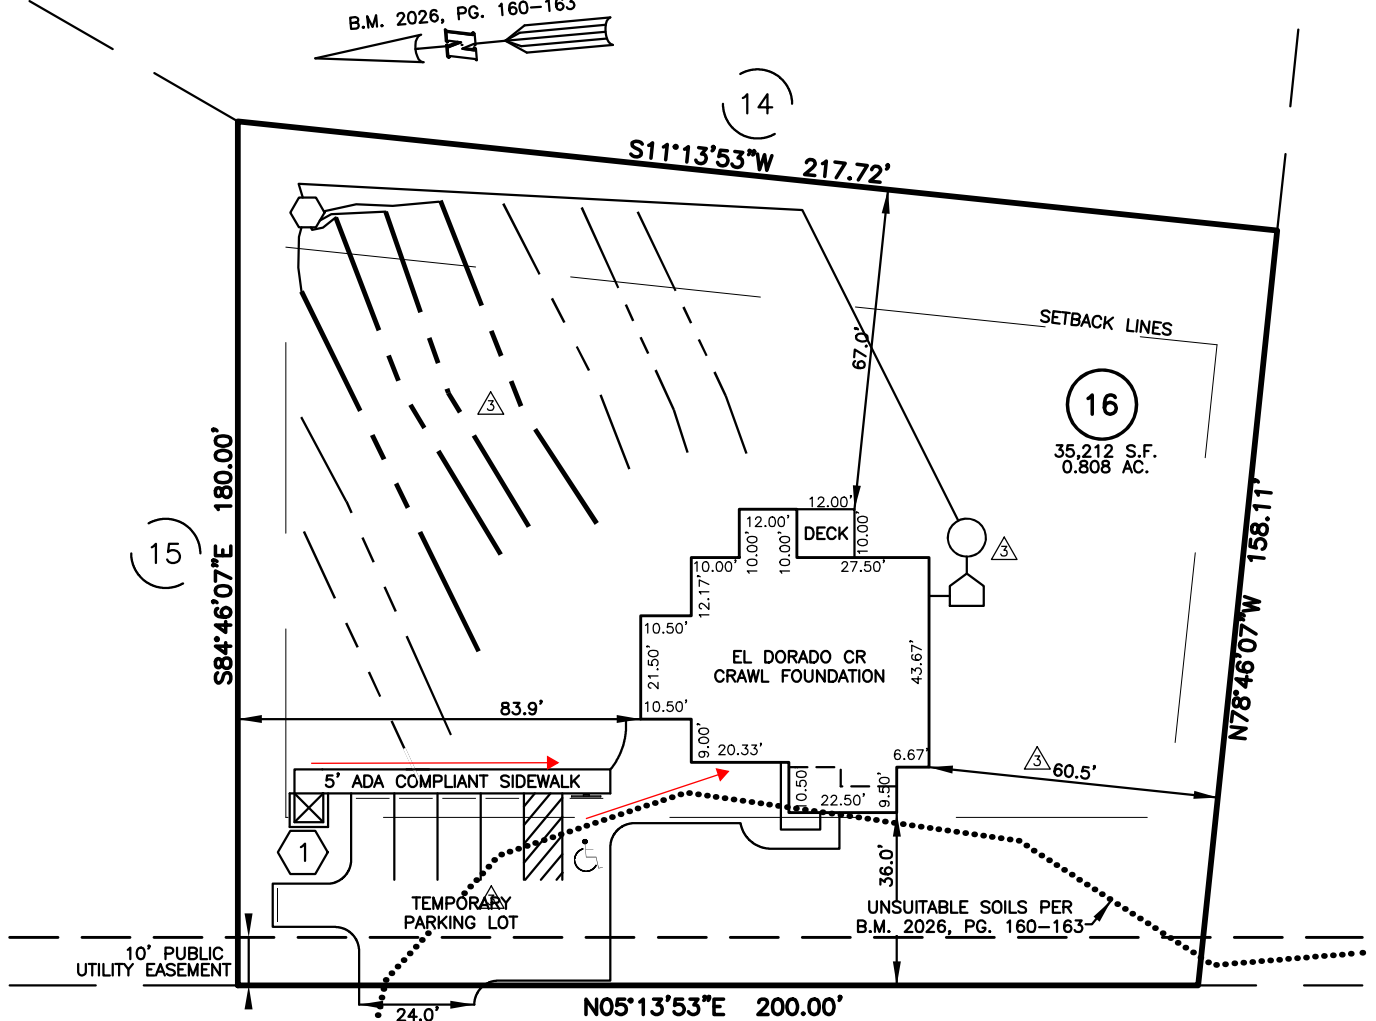 B.M. 2026, PG. 160-163
N
14
S11°13'53"W 217.72'
SETBACK LINES
67.0'
16
35,212 S.F.
0.808 AC.
3
S84°46'07"E 180.00'
15
N78°46'07"W 158.11'
12.00'
12.00'
DECK
10.00'
10.00'
10.00'
10.00'
27.50'
3
12.17'
10.50'
21.50'
10.50'
EL DORADO CR
CRAWL FOUNDATION
43.67'
83.9'
9.00'
20.33'
6.67'
3
60.5'
5' ADA COMPLIANT SIDEWALK
10.50
22.50'
9.50'
1
36.0'
3
TEMPORARY
PARKING LOT
UNSUITABLE SOILS PER
B.M. 2026, PG. 160-163
10' PUBLIC
UTILITY EASEMENT
24.0'
N05°13'53"E 200.00'